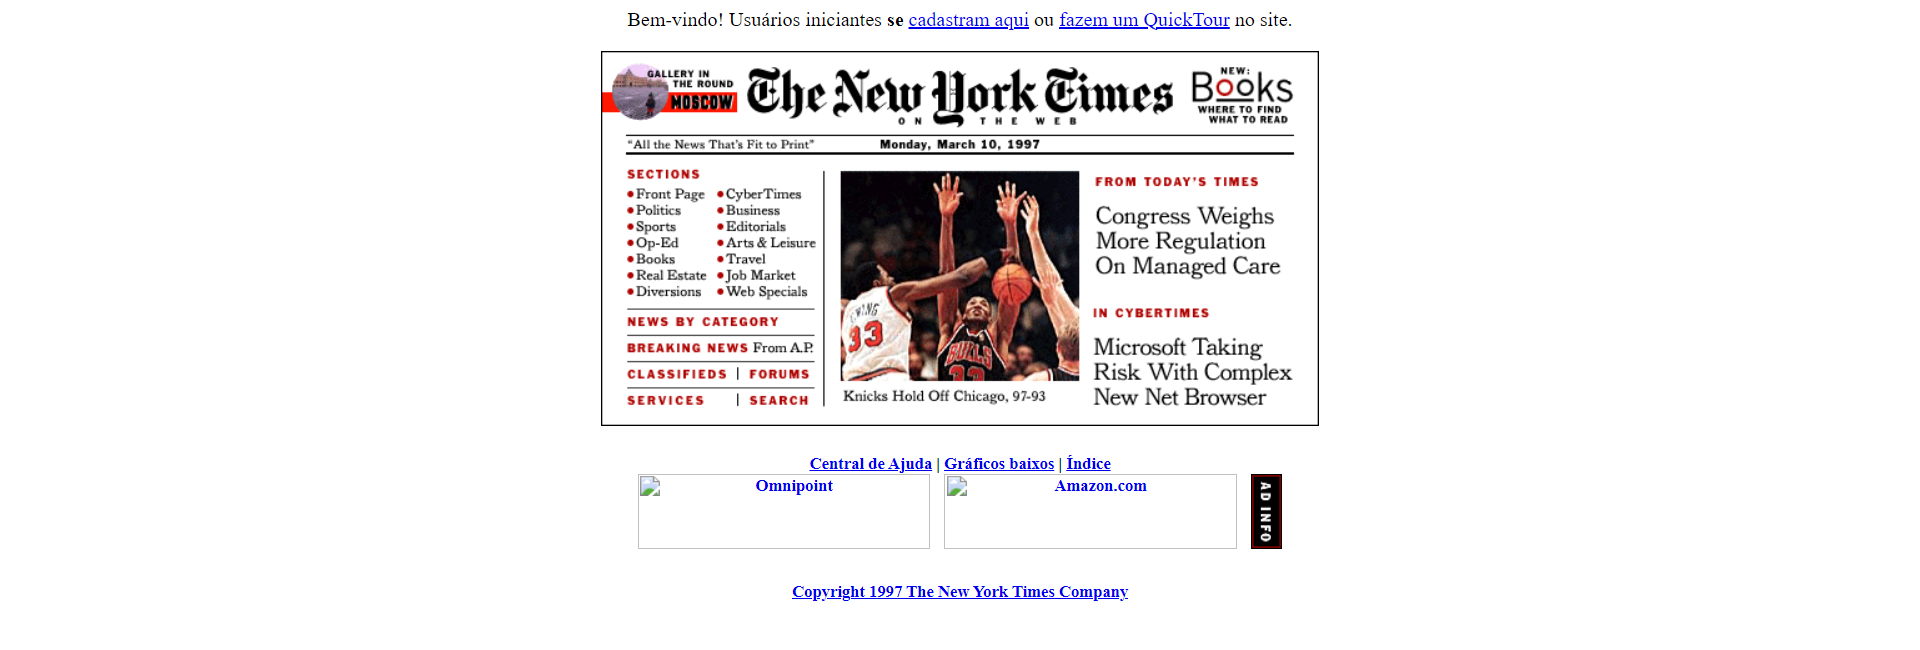 Bem-vindo! Usuários iniciantes se cadastram aqui ou fazem um QuickTour no site.
GALLERY IN
THE ROUND
MOSCOW
The New York Times
ON THE WEB
NEW:
Books
WHERE TO FIND
WHAT TO READ
"All the News That's Fit to Print"
Monday, March 10, 1997
SECTIONS
Front Page
CyberTimes
Politics
Business
Sports
Editorials
Op-Ed
Arts & Leisure
Books
Travel
Real Estate
Job Market
Diversions
Web Specials
NEWS BY CATEGORY
BREAKING NEWS From A.P.
CLASSIFIEDS | FORUMS
SERVICES | SEARCH
EWING
33
BULLS
33
Knicks Hold Off Chicago, 97-93
FROM TODAY'S TIMES
Congress Weighs
More Regulation
On Managed Care
IN CYBERTIMES
Microsoft Taking
Risk With Complex
New Net Browser
Central de Ajuda | Gráficos baixos | Índice
Omnipoint
Amazon.com
AD INFO
Copyright 1997 The New York Times Company